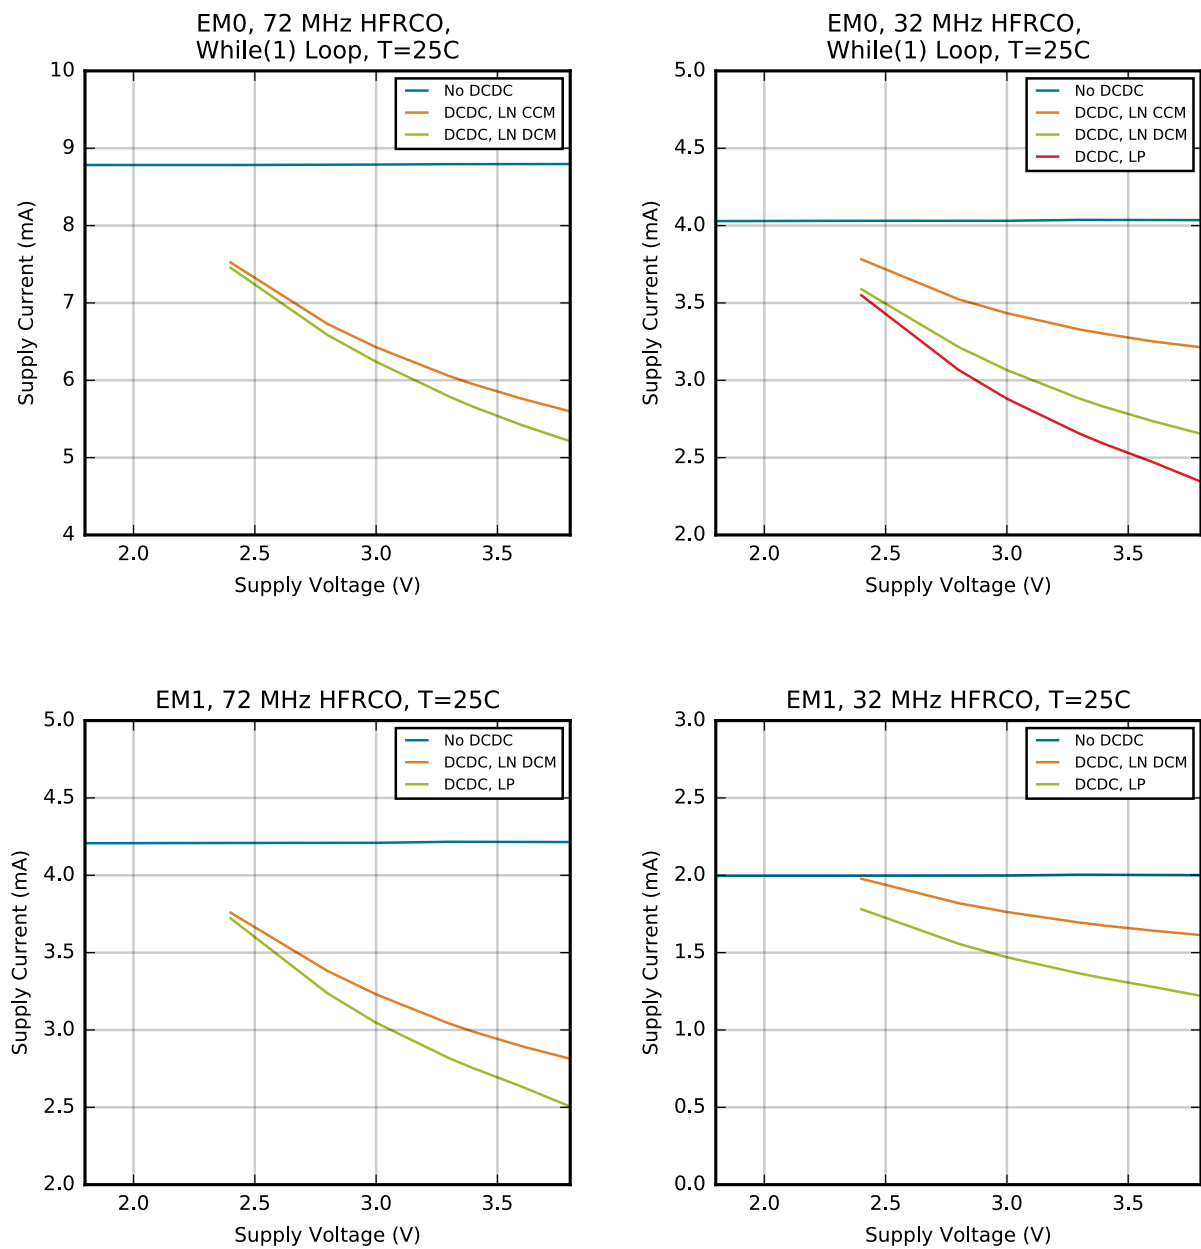 EM0, 72 MHz HFRCO,
While(1) Loop, T=25C
10
9
8
7
6
5
4
Supply Current (mA)
No DCDC
DCDC, LN CCM
DCDC, LN DCM
2.0
2.5
3.0
3.5
Supply Voltage (V)
EM0, 32 MHz HFRCO,
While(1) Loop, T=25C
5.0
4.5
4.0
3.5
3.0
2.5
2.0
Supply Current (mA)
No DCDC
DCDC, LN CCM
DCDC, LN DCM
DCDC, LP
2.0
2.5
3.0
3.5
Supply Voltage (V)
EM1, 72 MHz HFRCO, T=25C
5.0
4.5
4.0
3.5
3.0
2.5
2.0
Supply Current (mA)
No DCDC
DCDC, LN DCM
DCDC, LP
2.0
2.5
3.0
3.5
Supply Voltage (V)
EM1, 32 MHz HFRCO, T=25C
3.0
2.5
2.0
1.5
1.0
0.5
0.0
Supply Current (mA)
No DCDC
DCDC, LN DCM
DCDC, LP
2.0
2.5
3.0
3.5
Supply Voltage (V)